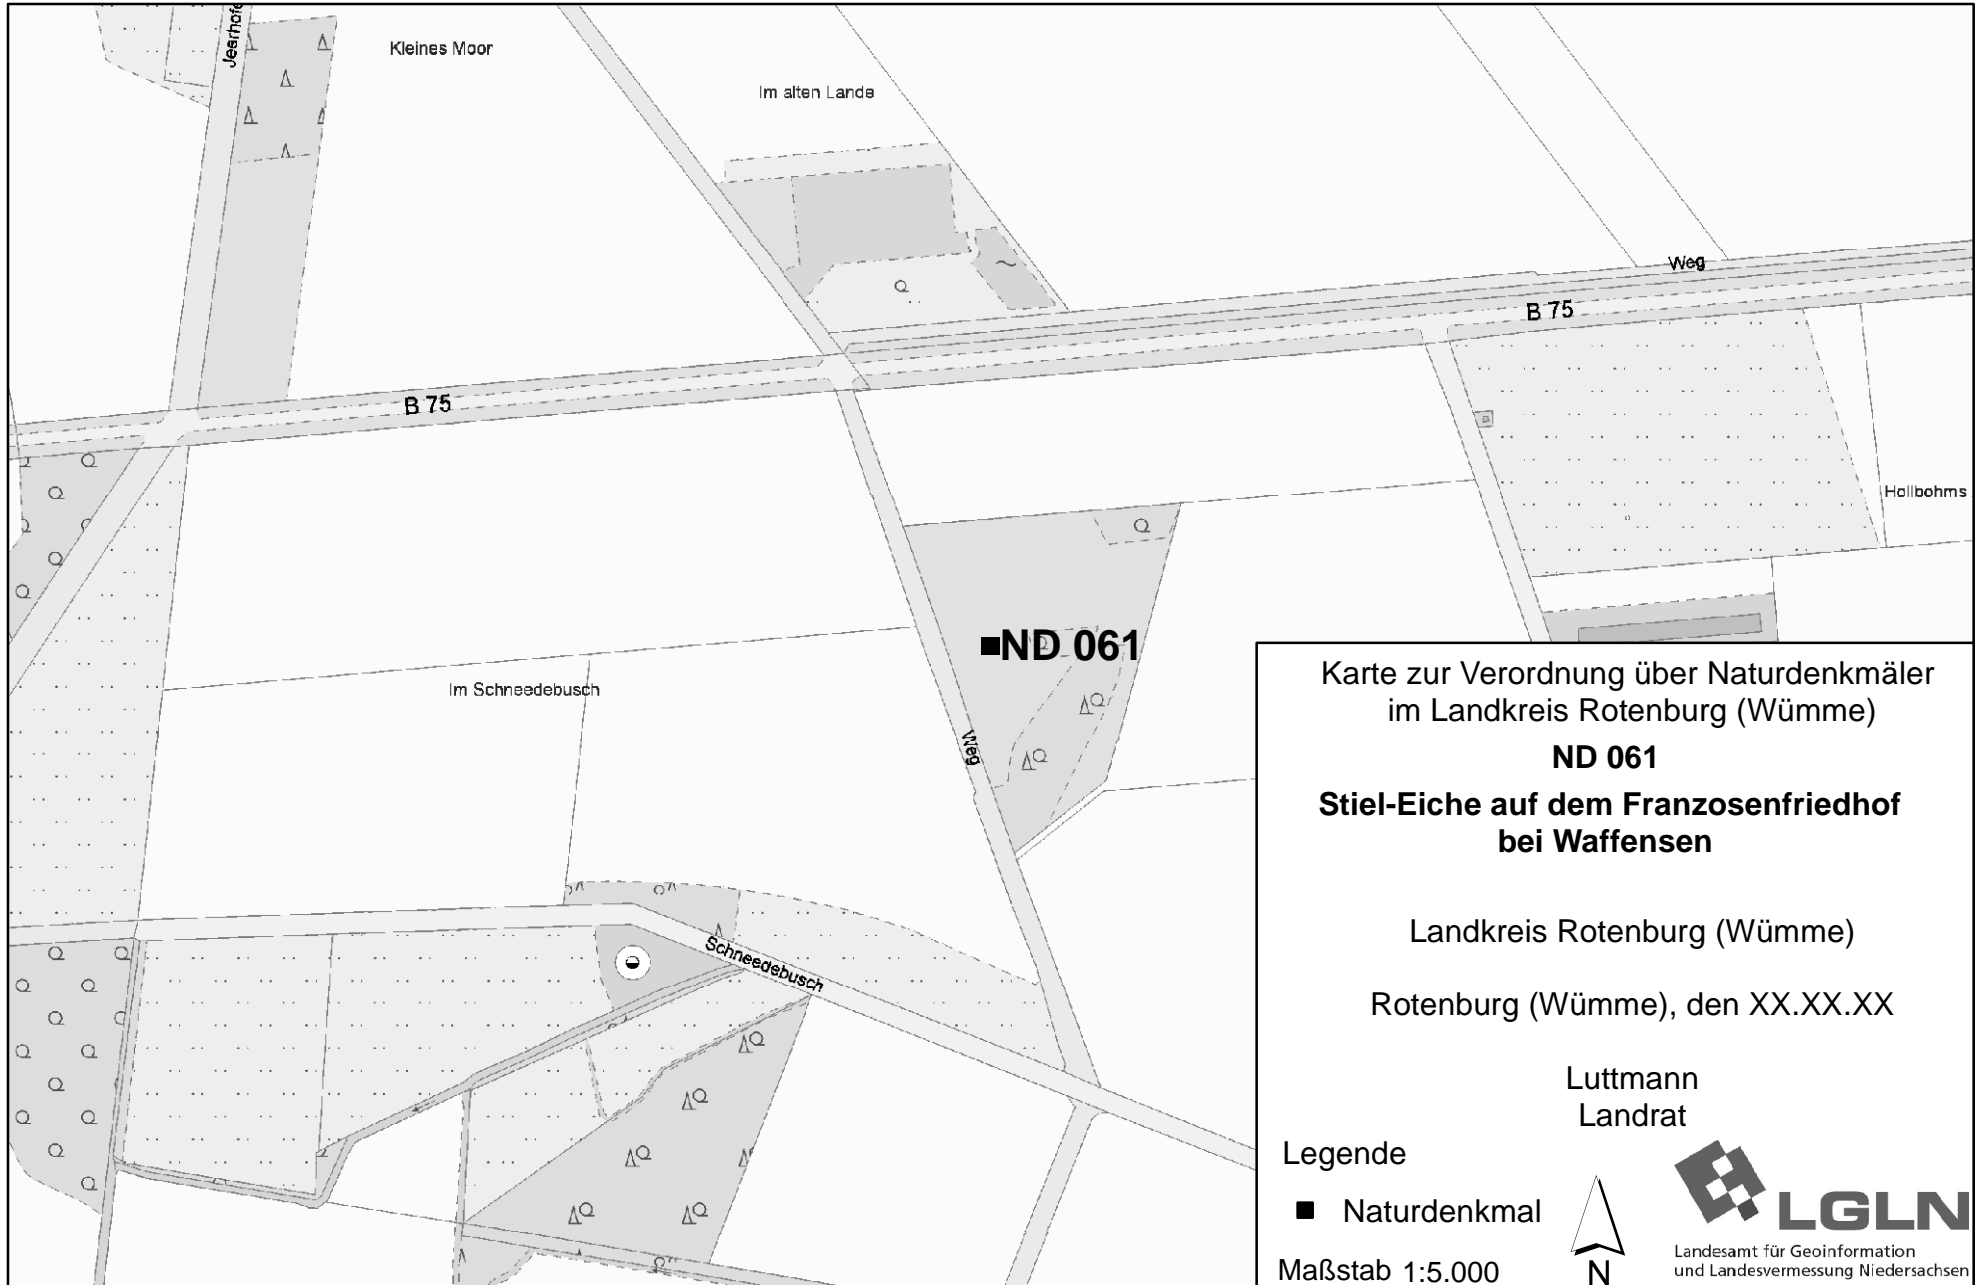 Kleines Moor
Im alten Lande
Weg
B 75
B 75
Hollbohms
ND 061
Im Schneedebusch
Weg
Schneedebusch
Karte zur Verordnung über Naturdenkmäler
im Landkreis Rotenburg (Wümme)
ND 061
Stiel-Eiche auf dem Franzosenfriedhof
bei Waffensen
Landkreis Rotenburg (Wümme)
Rotenburg (Wümme), den XX.XX.XX
Luttmann
Landrat
Legende
Naturdenkmal
Maßstab 1:5.000
N
LGLN
Landesamt für Geoinformation
und Landesvermessung Niedersachsen